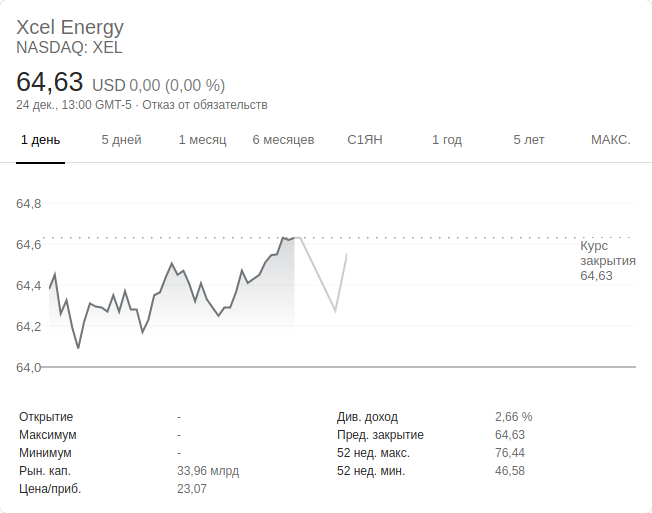 Xcel Energy
NASDAQ: XEL
64,63 USD 0,00 (0,00 %)
24 дек., 13:00 GMT-5 · Отказ от обязательств
1 день 5 дней 1 месяц 6 месяцев С1ЯН 1 год 5 лет МАКС.
64,8
64,6
64,4
64,2
64,0
Курс
закрытия
64,63
Открытие -
Максимум -
Минимум -
Рын. кап. 33,96 млрд
Цена/приб. 23,07
Див. доход 2,66 %
Пред. закрытие 64,63
52 нед. макс. 76,44
52 нед. мин. 46,58